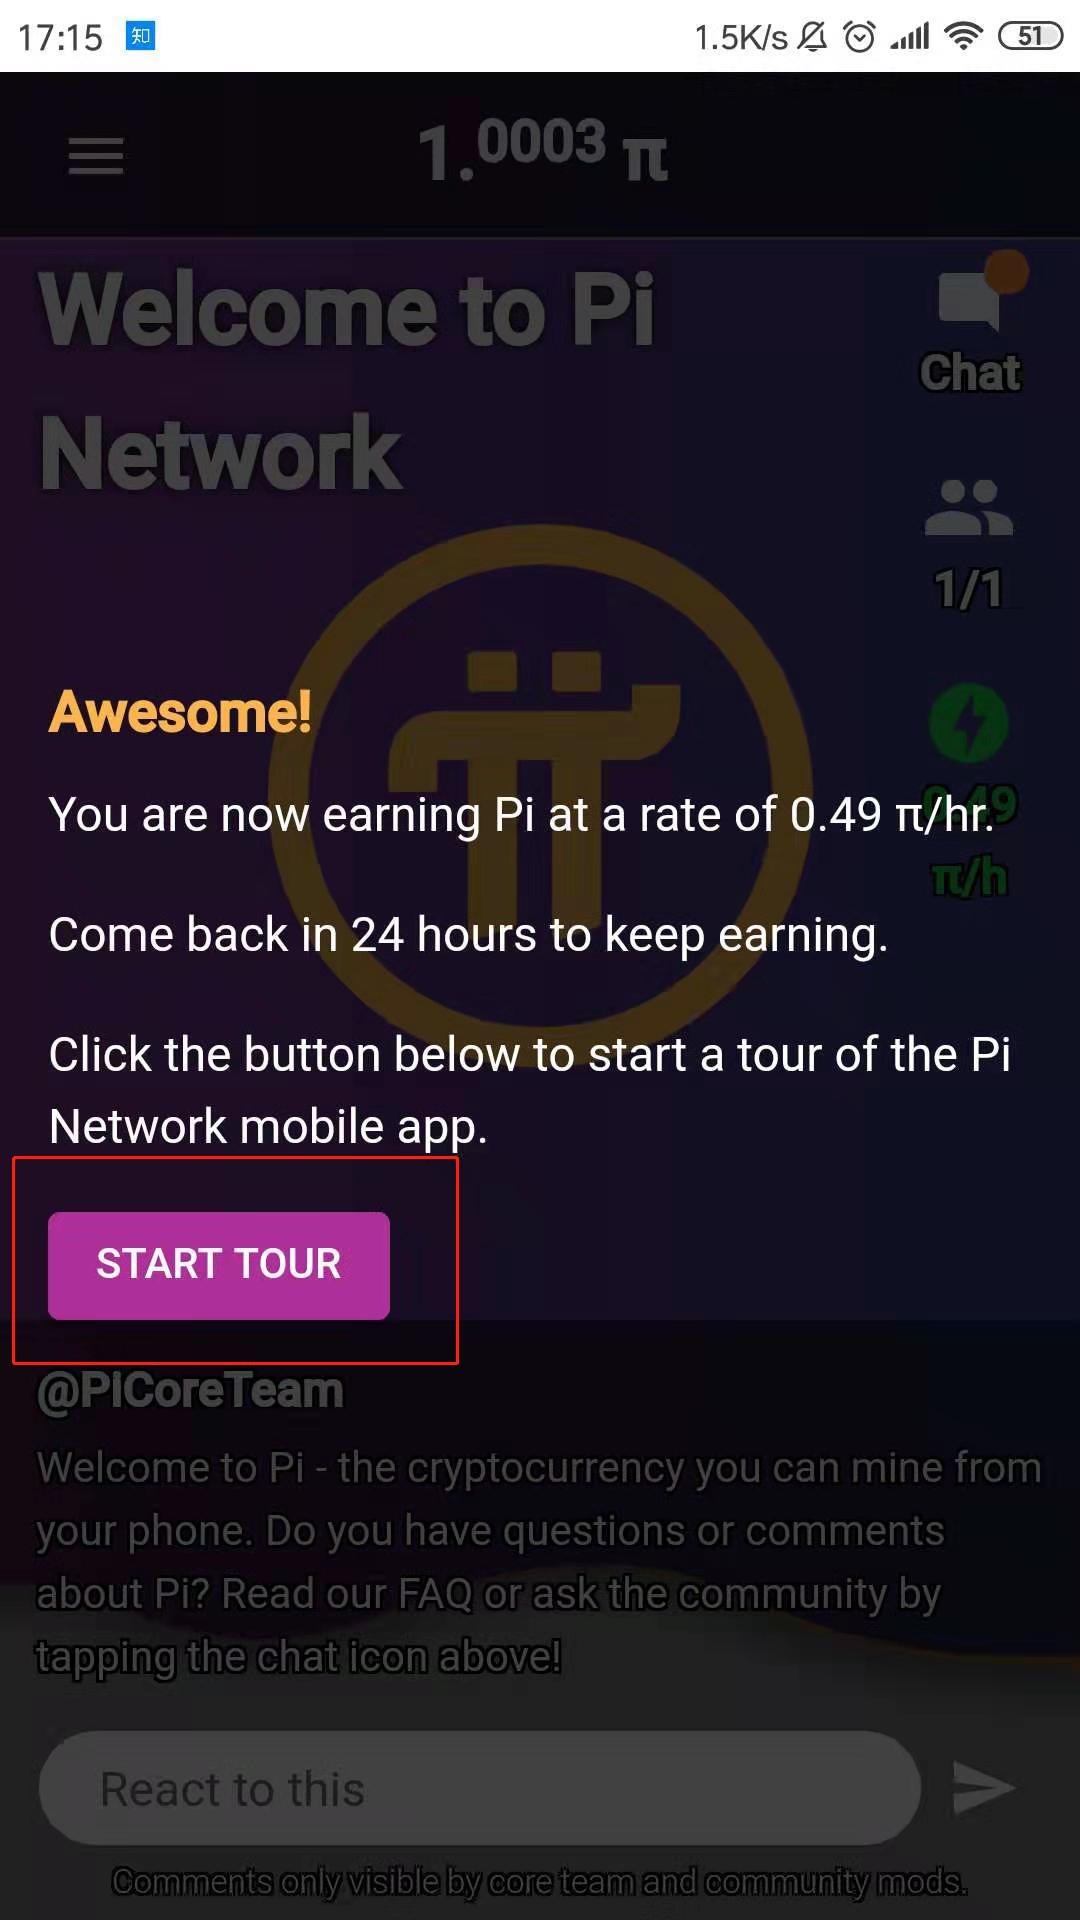 17:15 知 1.5K/s 51
1.0003 π
Welcome to Pi
Network
Chat
1/1
Awesome!
You are now earning Pi at a rate of 0.49 π/hr.
0.49
π/h
Come back in 24 hours to keep earning.
Click the button below to start a tour of the Pi
Network mobile app.
START TOUR
@PiCoreTeam
Welcome to Pi - the cryptocurrency you can mine from
your phone. Do you have questions or comments
about Pi? Read our FAQ or ask the community by
tapping the chat icon above!
React to this
Comments only visible by core team and community mods.